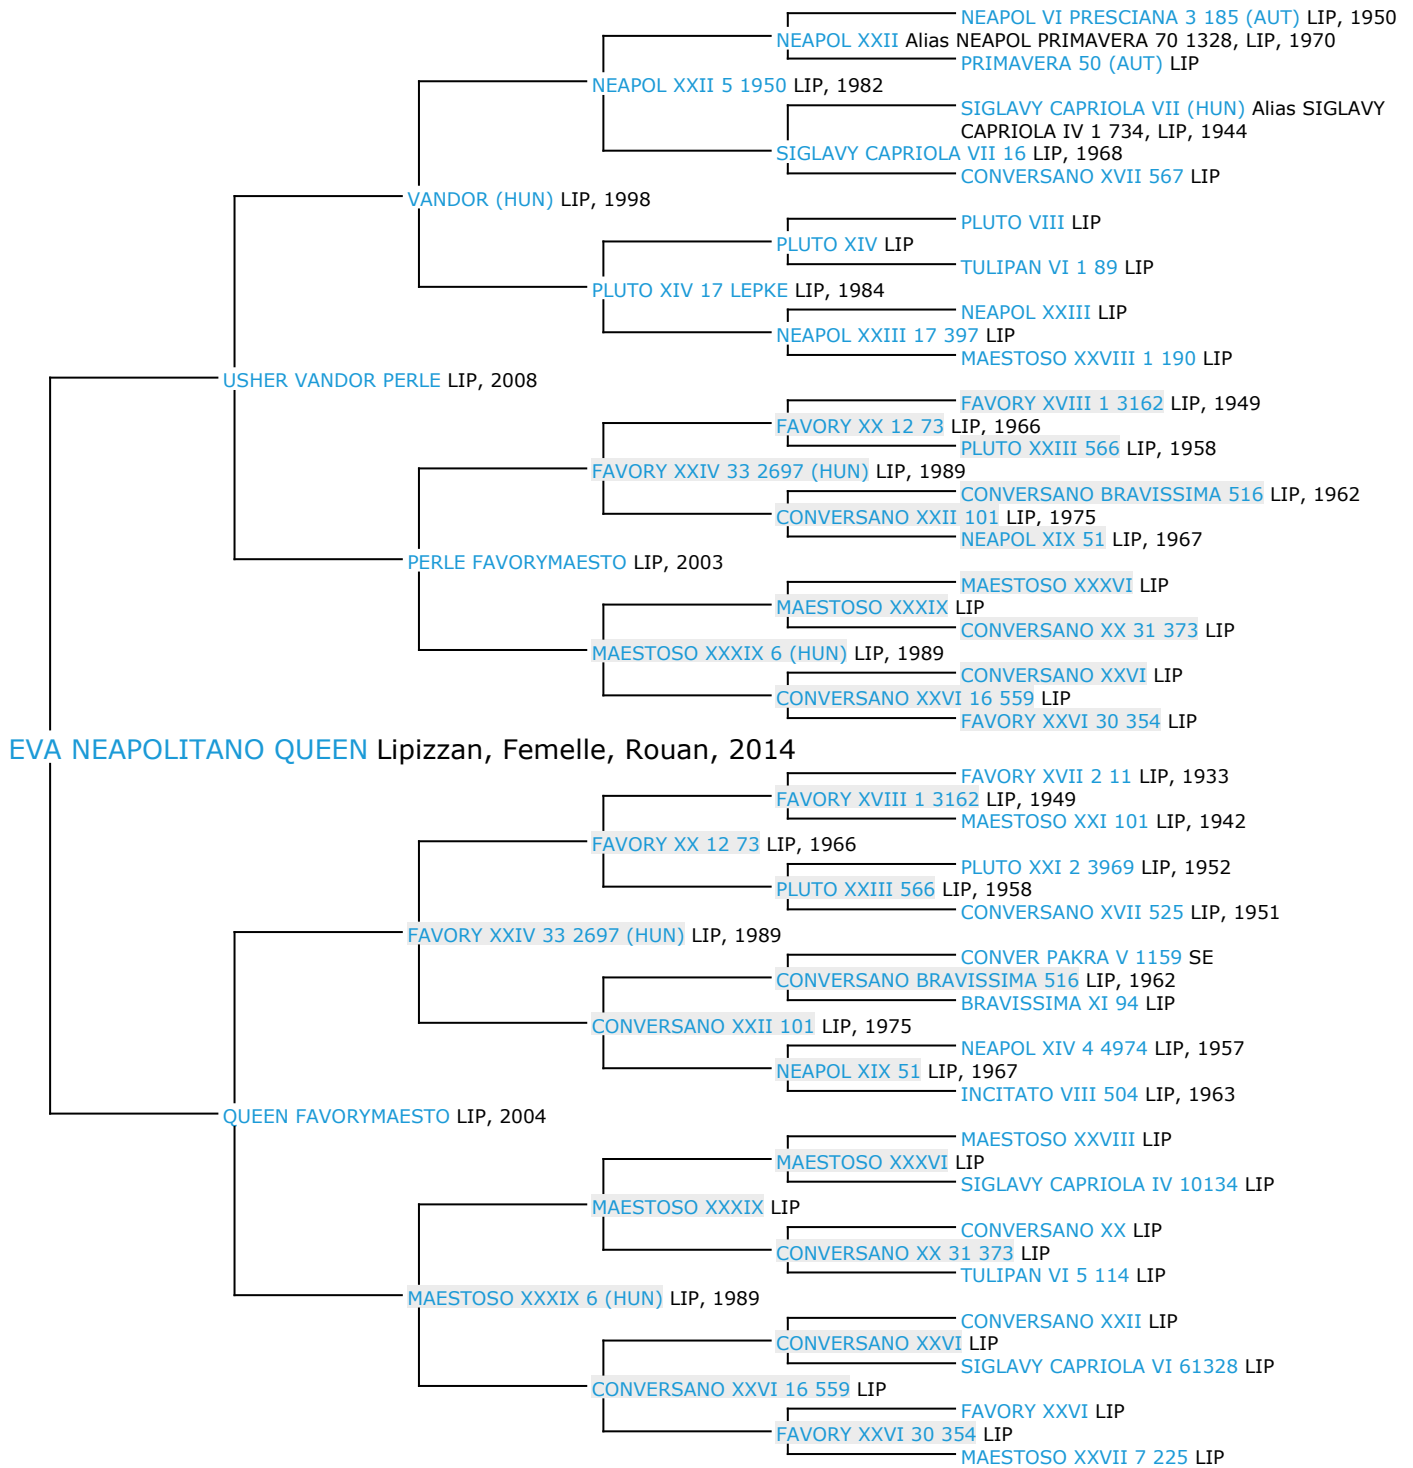 NEAPOL VI PRESCIANA 3 185 (AUT) LIP, 1950
NEAPOL XXII Alias NEAPOL PRIMAVERA 70 1328, LIP, 1970
PRIMAVERA 50 (AUT) LIP
NEAPOL XXII 5 1950 LIP, 1982
SIGLAVY CAPRIOLA VII (HUN) Alias SIGLAVY
CAPRIOLA IV 1 734, LIP, 1944
SIGLAVY CAPRIOLA VII 16 LIP, 1968
CONVERSANO XVII 567 LIP
VANDOR (HUN) LIP, 1998
PLUTO VIII LIP
PLUTO XIV LIP
TULIPAN VI 1 89 LIP
PLUTO XIV 17 LEPKE LIP, 1984
NEAPOL XXIII LIP
NEAPOL XXIII 17 397 LIP
MAESTOSO XXVIII 1 190 LIP
USHER VANDOR PERLE LIP, 2008
FAVORY XVIII 1 3162 LIP, 1949
FAVORY XX 12 73 LIP, 1966
PLUTO XXIII 566 LIP, 1958
FAVORY XXIV 33 2697 (HUN) LIP, 1989
CONVERSANO BRAVISSIMA 516 LIP, 1962
CONVERSANO XXII 101 LIP, 1975
NEAPOL XIX 51 LIP, 1967
PERLE FAVORYMAESTO LIP, 2003
MAESTOSO XXXVI LIP
MAESTOSO XXXIX LIP
CONVERSANO XX 31 373 LIP
MAESTOSO XXXIX 6 (HUN) LIP, 1989
CONVERSANO XXVI LIP
CONVERSANO XXVI 16 559 LIP
FAVORY XXVI 30 354 LIP
EVA NEAPOLITANO QUEEN Lipizzan, Femelle, Rouan, 2014
FAVORY XVII 2 11 LIP, 1933
FAVORY XVIII 1 3162 LIP, 1949
MAESTOSO XXI 101 LIP, 1942
FAVORY XX 12 73 LIP, 1966
PLUTO XXI 2 3969 LIP, 1952
PLUTO XXIII 566 LIP, 1958
CONVERSANO XVII 525 LIP, 1951
FAVORY XXIV 33 2697 (HUN) LIP, 1989
CONVER PAKRA V 1159 SE
CONVERSANO BRAVISSIMA 516 LIP, 1962
BRAVISSIMA XI 94 LIP
CONVERSANO XXII 101 LIP, 1975
NEAPOL XIV 4 4974 LIP, 1957
NEAPOL XIX 51 LIP, 1967
INCITATO VIII 504 LIP, 1963
QUEEN FAVORYMAESTO LIP, 2004
MAESTOSO XXVIII LIP
MAESTOSO XXXVI LIP
SIGLAVY CAPRIOLA IV 10134 LIP
MAESTOSO XXXIX LIP
CONVERSANO XX LIP
CONVERSANO XX 31 373 LIP
TULIPAN VI 5 114 LIP
MAESTOSO XXXIX 6 (HUN) LIP, 1989
CONVERSANO XXII LIP
CONVERSANO XXVI LIP
SIGLAVY CAPRIOLA VI 61328 LIP
CONVERSANO XXVI 16 559 LIP
FAVORY XXVI LIP
FAVORY XXVI 30 354 LIP
MAESTOSO XXVII 7 225 LIP